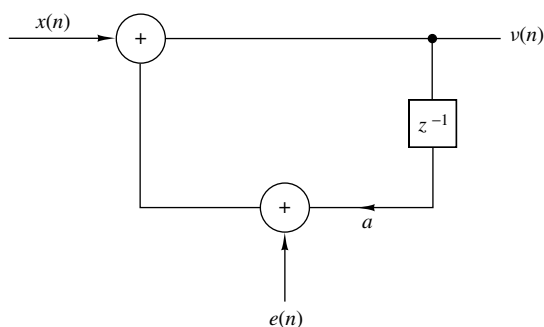 x(n)
+
v(n)
z⁻¹
+
a
e(n)